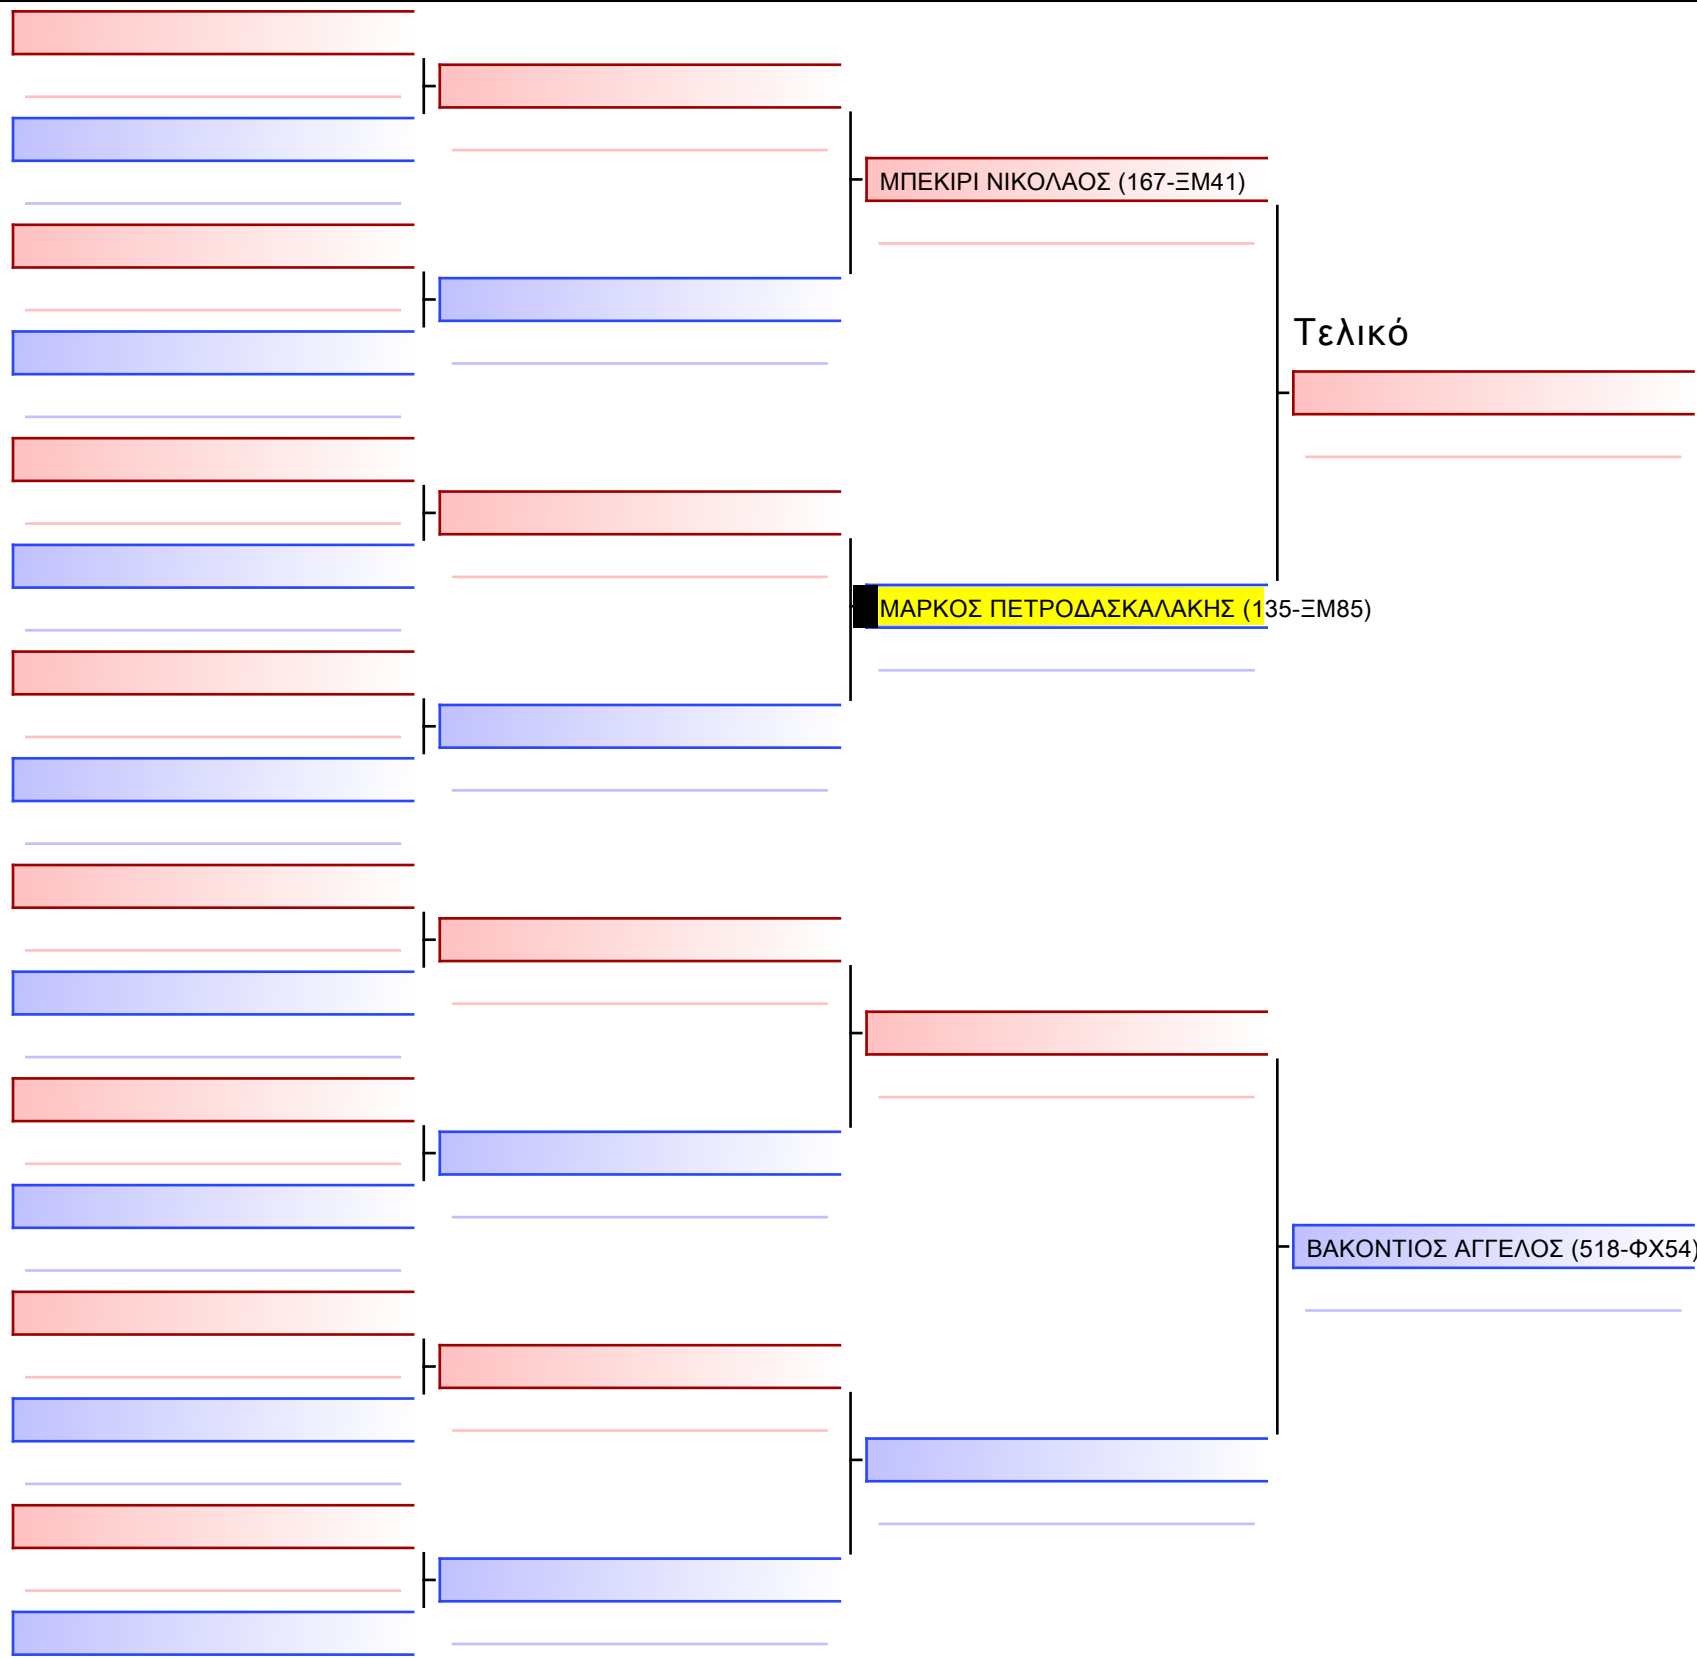 ΜΠΕΚΙΡΙ ΝΙΚΟΛΑΟΣ (167-ΞΜ41)
Τελικό
ΜΑΡΚΟΣ ΠΕΤΡΟΔΑΣΚΑΛΑΚΗΣ (135-ΞΜ85)
ΒΑΚΟΝΤΙΟΣ ΑΓΓΕΛΟΣ (518-ΦΧ54)